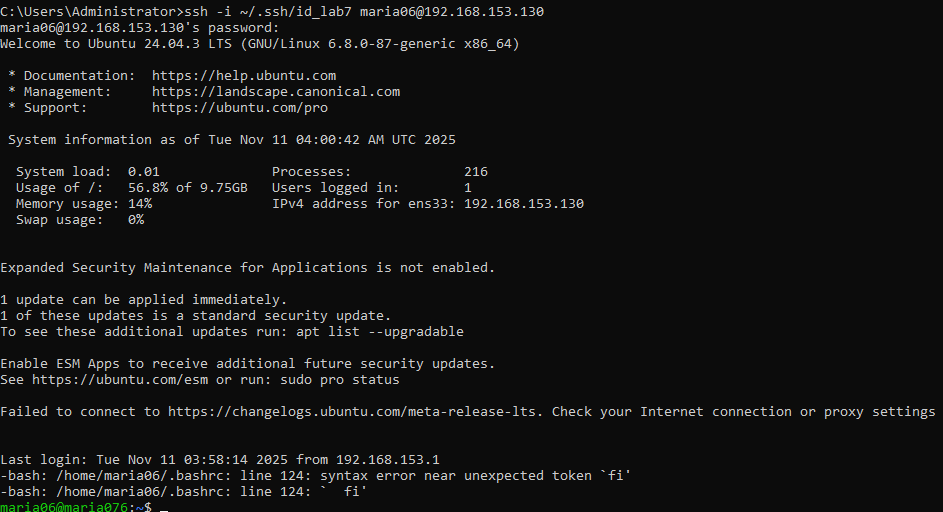 C:\Users\Administrator>ssh -i ~/.ssh/id_lab7 maria06@192.168.153.130
maria06@192.168.153.130's password:
Welcome to Ubuntu 24.04.3 LTS (GNU/Linux 6.8.0-87-generic x86_64)
* Documentation:  https://help.ubuntu.com
* Management:     https://landscape.canonical.com
* Support:        https://ubuntu.com/pro
System information as of Tue Nov 11 04:00:42 AM UTC 2025
System load:  0.01               Processes:              216
Usage of /:   56.8% of 9.75GB   Users logged in:        1
Memory usage: 14%               IPv4 address for ens33: 192.168.153.130
Swap usage:   0%
Expanded Security Maintenance for Applications is not enabled.
1 update can be applied immediately.
1 of these updates is a standard security update.
To see these additional updates run: apt list --upgradable
Enable ESM Apps to receive additional future security updates.
See https://ubuntu.com/esm or run: sudo pro status
Failed to connect to https://changelogs.ubuntu.com/meta-release-lts. Check your Internet connection or proxy settings
Last login: Tue Nov 11 03:58:14 2025 from 192.168.153.1
-bash: /home/maria06/.bashrc: line 124: syntax error near unexpected token `fi'
-bash: /home/maria06/.bashrc: line 124: `  fi'
maria06@maria076:~$ _